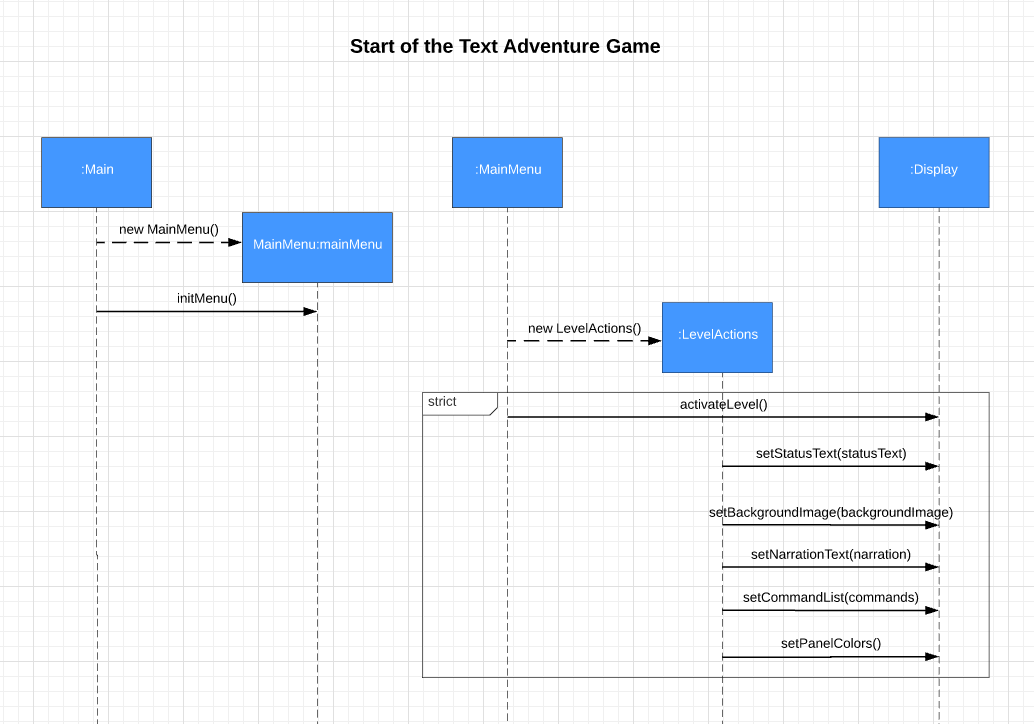 Start of the Text Adventure Game
:Main
:MainMenu
:Display
new MainMenu()
MainMenu:mainMenu
initMenu()
new LevelActions()
:LevelActions
strict
activateLevel()
setStatusText(statusText)
setBackgroundImage(backgroundImage)
setNarrationText(narration)
setCommandList(commands)
setPanelColors()